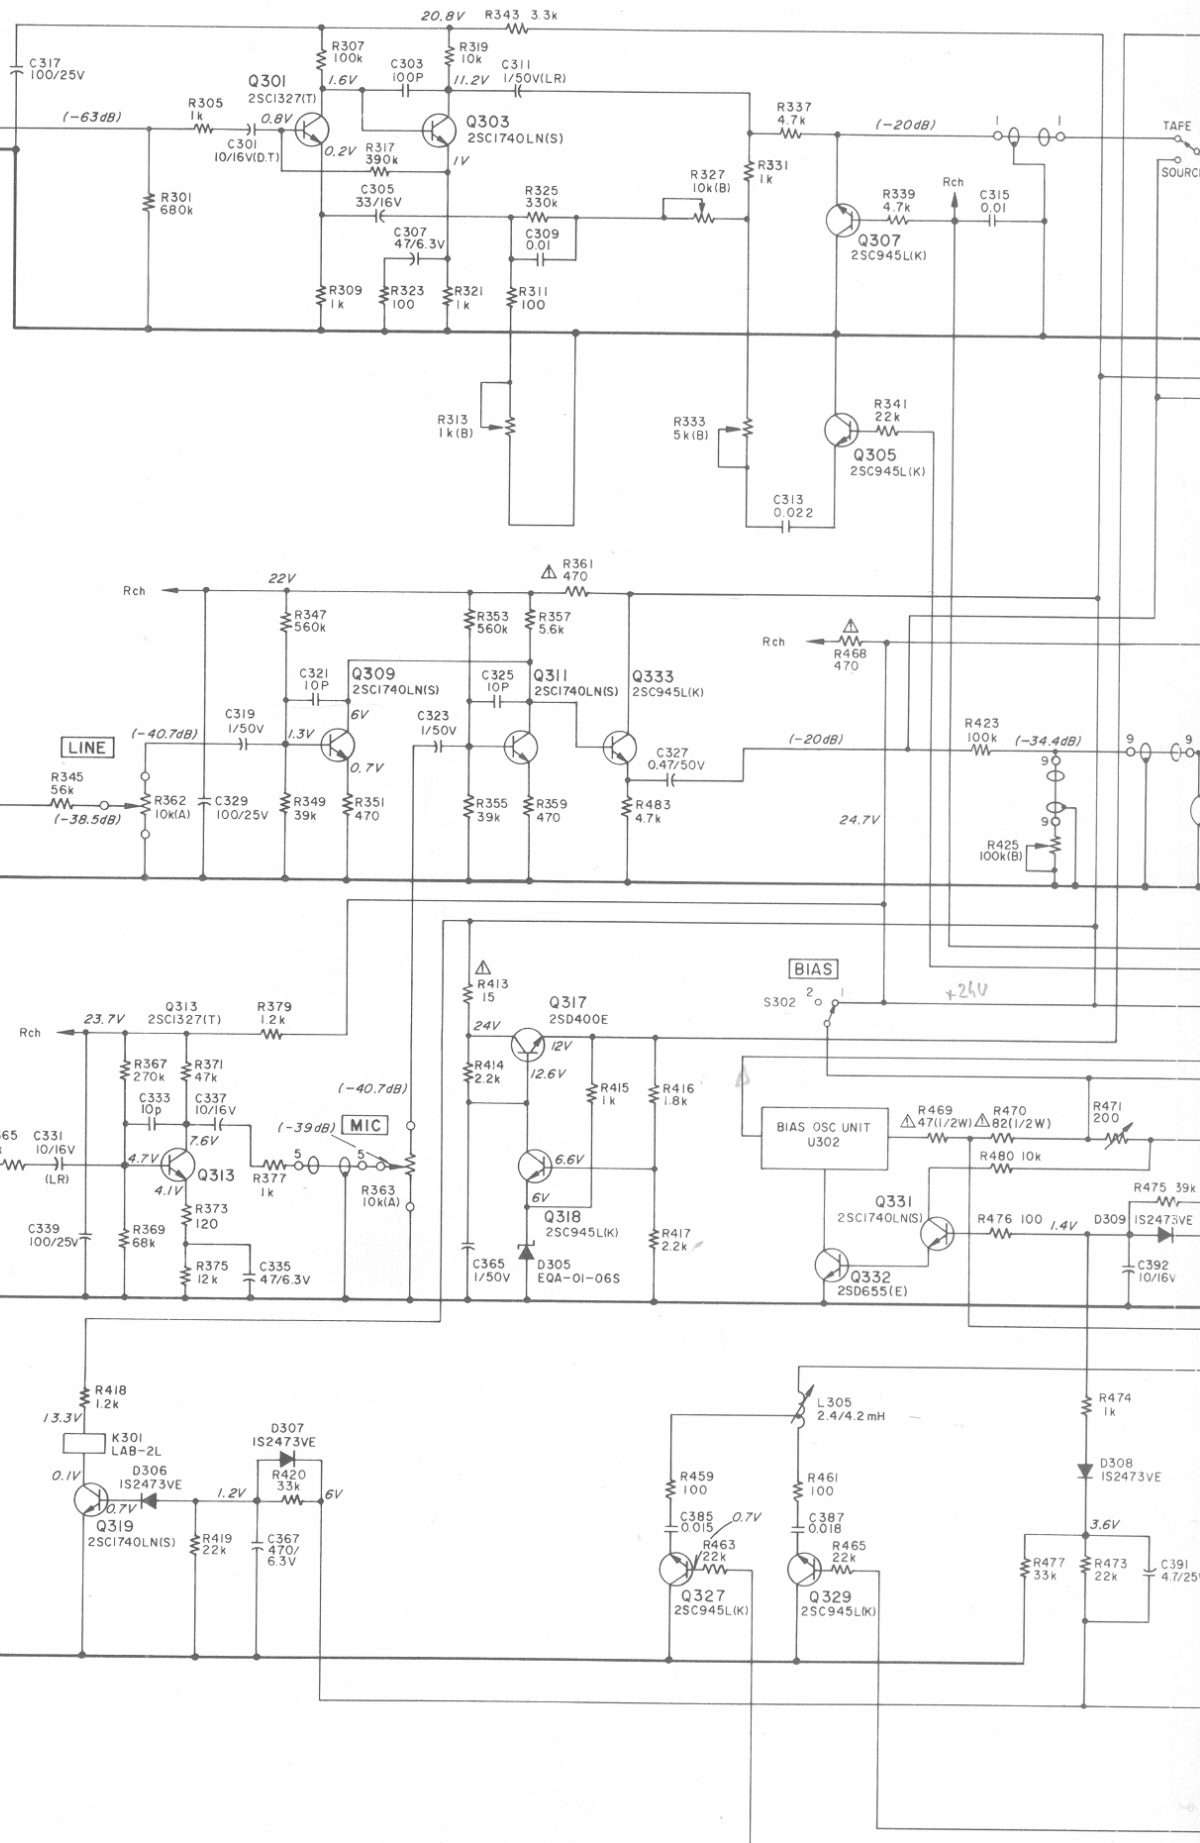 20.8V
R343 3.3k
C317
100/25V
R307
100k
R319
10k
1.6V
C303
100P
11.2V
C311
1/50V(LR)
Q301
2SC1327(T)
Q303
2SC1740LN(S)
(-63dB)
R305
1k
0.8V
C301
10/16V(D.T)
0.2V
R317
390k
1V
R301
680k
C305
33/16V
R325
330k
C307
47/6.3V
C309
0.01
R327
10k(B)
R309
1k
R323
100
R321
1k
R311
100
R337
4.7k
(-20dB)
1
1
TAPE
SOURC
R331
1k
R339
4.7k
Rch
C315
0.01
Q307
2SC945L(K)
R313
1k(B)
R333
5k(B)
R341
22k
Q305
2SC945L(K)
C313
0.022
Rch
22V
R361
470
R347
560k
R353
560k
R357
5.6k
C321
10P
Q309
2SC1740LN(S)
C325
10P
Q311
2SC1740LN(S)
Q333
2SC945L(K)
Rch
R468
470
LINE
(-40.7dB)
C319
1/50V
1.3V
6V
0.7V
C323
1/50V
C327
0.47/50V
(-20dB)
R423
100k
(-34.4dB)
9
9
9
9
R345
56k
(-38.5dB)
R362
10k(A)
C329
100/25V
R349
39k
R351
470
R355
39k
R359
470
R483
4.7k
24.7V
R425
100k(B)
BIAS
S302
2
1
+24V
Rch
23.7V
Q313
2SC1327(T)
R379
1.2k
R413
15
24V
Q317
2SD400E
12V
12.6V
R367
270k
R371
47k
R414
2.2k
R415
1k
R416
1.8k
C333
10p
C337
10/16V
(-40.7dB)
(-39dB)
MIC
7.6V
BIAS OSC UNIT
U302
R469
47(1/2W)
R470
82(1/2W)
R471
200
R480 10k
65
C331
10/16V
(LR)
4.7V
4.1V
Q313
R377
1k
5
5
R363
10k(A)
6.6V
6V
Q318
2SC945L(K)
Q331
2SC1740LN(S)
R476 100
1.4V
D309
1S2473VE
R475 39k
R373
120
C339
100/25V
R369
68k
R375
12k
C335
47/6.3V
C365
1/50V
D305
EQA-01-06S
R417
2.2k
Q332
2SD655(E)
C392
10/16V
R418
1.2k
13.3V
K301
LAB-2L
0.1V
D306
1S2473VE
0.7V
Q319
2SC1740LN(S)
1.2V
D307
1S2473VE
R420
33k
6V
R419
22k
C367
470/
6.3V
L305
2.4/4.2mH
R459
100
R461
100
C385
0.015
0.7V
C387
0.018
R463
22k
R465
22k
Q327
2SC945L(K)
Q329
2SC945L(K)
R474
1k
D308
1S2473VE
3.6V
R477
33k
R473
22k
C391
4.7/25